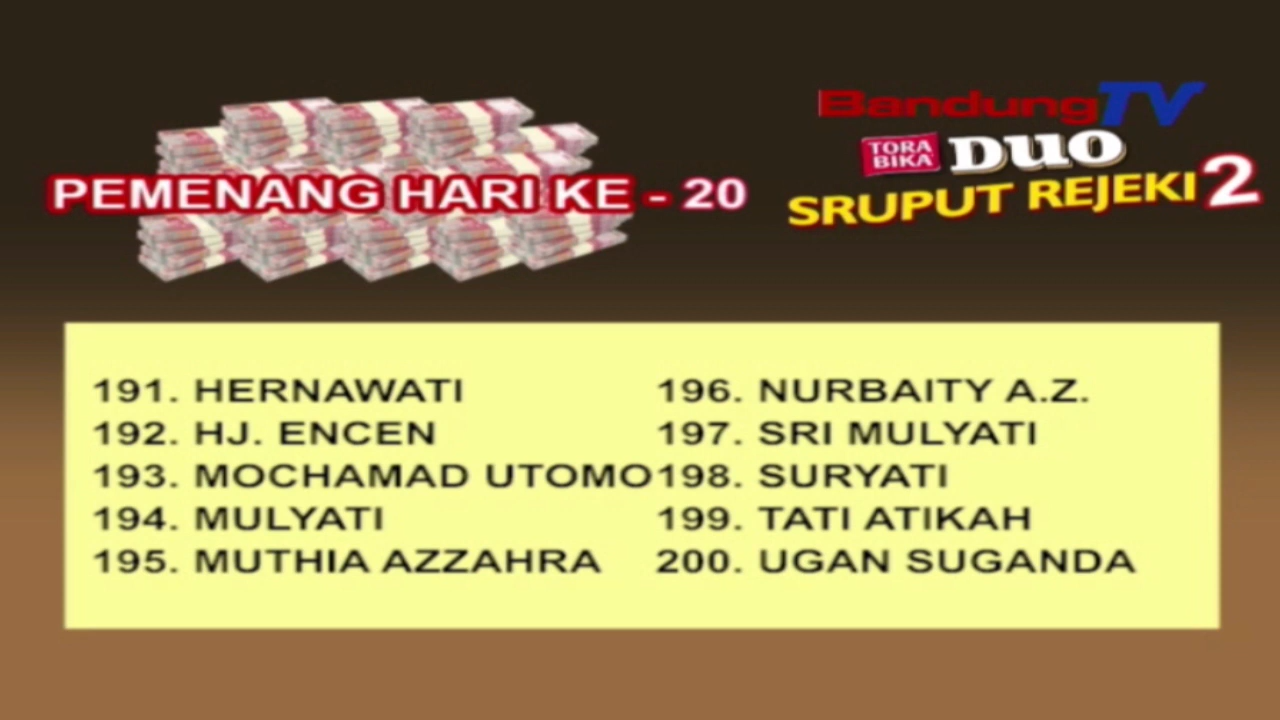 BandungTV
TORA BIKA DUO
SRUPUT REJEKI 2
PEMENANG HARI KE - 20
191. HERNAWATI
192. HJ. ENCEN
193. MOCHAMAD UTOMO
194. MULYATI
195. MUTHIA AZZAHRA
196. NURBAITY A.Z.
197. SRI MULYATI
198. SURYATI
199. TATI ATIKAH
200. UGAN SUGANDA